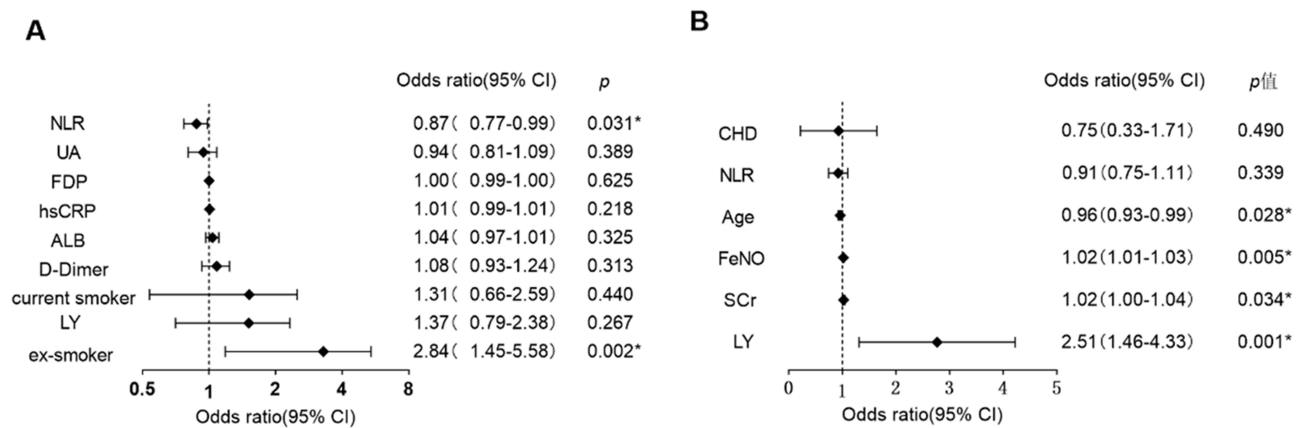 A
Odds ratio(95% CI) p
NLR 0.87( 0.77-0.99) 0.031*
UA 0.94( 0.81-1.09) 0.389
FDP 1.00( 0.99-1.00) 0.625
hsCRP 1.01( 0.99-1.01) 0.218
ALB 1.04( 0.97-1.01) 0.325
D-Dimer 1.08( 0.93-1.24) 0.313
current smoker 1.31( 0.66-2.59) 0.440
LY 1.37( 0.79-2.38) 0.267
ex-smoker 2.84( 1.45-5.58) 0.002*
0.5 1 2 4 8
Odds ratio(95% CI)
B
Odds ratio(95% CI) p值
CHD 0.75(0.33-1.71) 0.490
NLR 0.91(0.75-1.11) 0.339
Age 0.96(0.93-0.99) 0.028*
FeNO 1.02(1.01-1.03) 0.005*
SCr 1.02(1.00-1.04) 0.034*
LY 2.51(1.46-4.33) 0.001*
0 1 2 3 4 5
Odds ratio(95% CI)